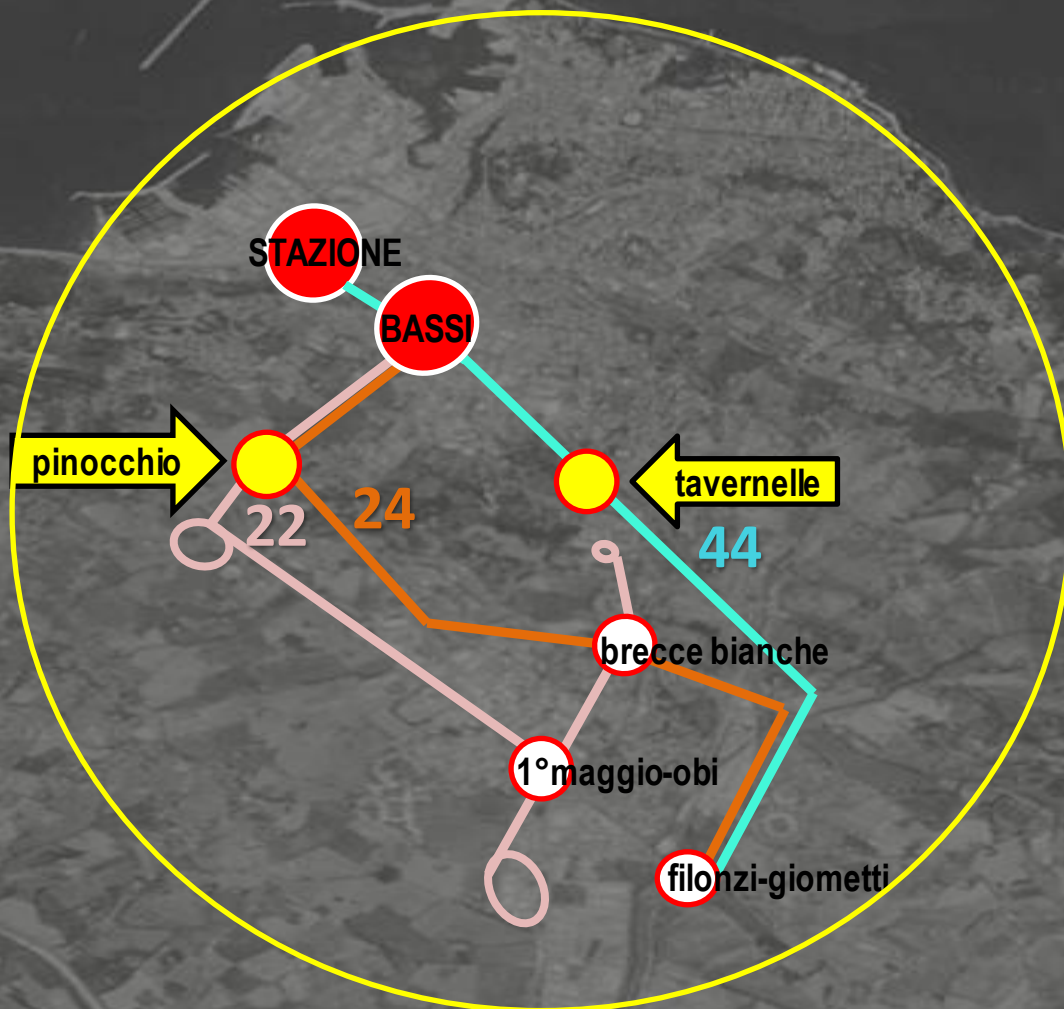 STAZIONE
BASSI
pinocchio
tavernelle
22
24
44
brecce bianche
1°maggio-obi
filonzi-giometti